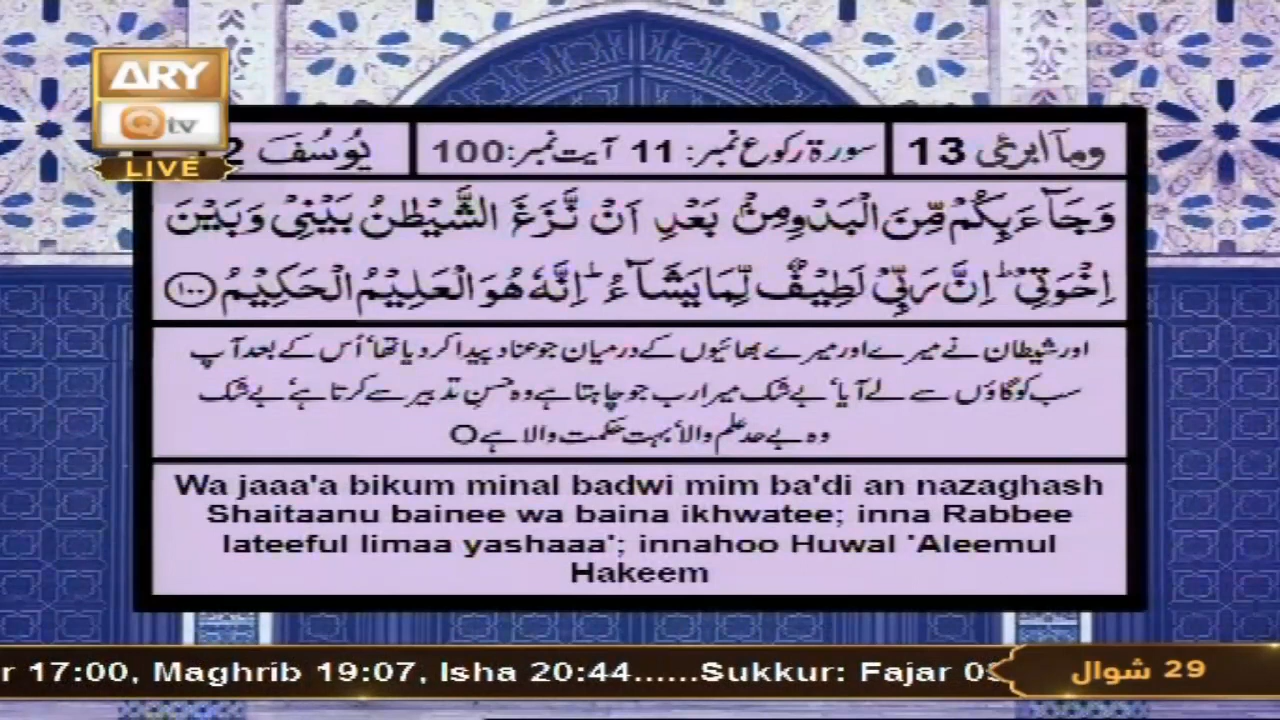 ARY
Qtv
LIVE
وما ابرئ 13
سورة رکوع نمبر: 11 آیت نمبر: 100
یُوسُفَ 2
وَجَآءَ بِكُمْ مِّنَ الْبَدْوِ مِنْۢ بَعْدِ اَنْ نَّزَغَ الشَّيْطٰنُ بَيْنِيْ وَ بَيْنَ
اِخْوَتِيْ ؕ اِنَّ رَبِّيْ لَطِيْفٌ لِّمَا يَشَآءُ ؕ اِنَّهٗ هُوَ الْعَلِيْمُ الْحَكِيْمُ ۝۱۰۰
اور شیطان نے میرے اور میرے بھائیوں کے درمیان جو عناد پیدا کر دیا تھا' اُس کے بعد آپ
سب کو گاؤں سے لے آیا' بے شک میرا رب جو چاہتا ہے وہ حسنِ تدبیر سے کرتا ہے' بے شک
وہ بے حد علم والا' بہت حکمت والا ہے O
Wa jaaa'a bikum minal badwi mim ba'di an nazaghash
Shaitaanu bainee wa baina ikhwatee; inna Rabbee
lateeful limaa yashaaa'; innahoo Huwal 'Aleemul
Hakeem
r 17:00, Maghrib 19:07, Isha 20:44......Sukkur: Fajar 0
29 شوال